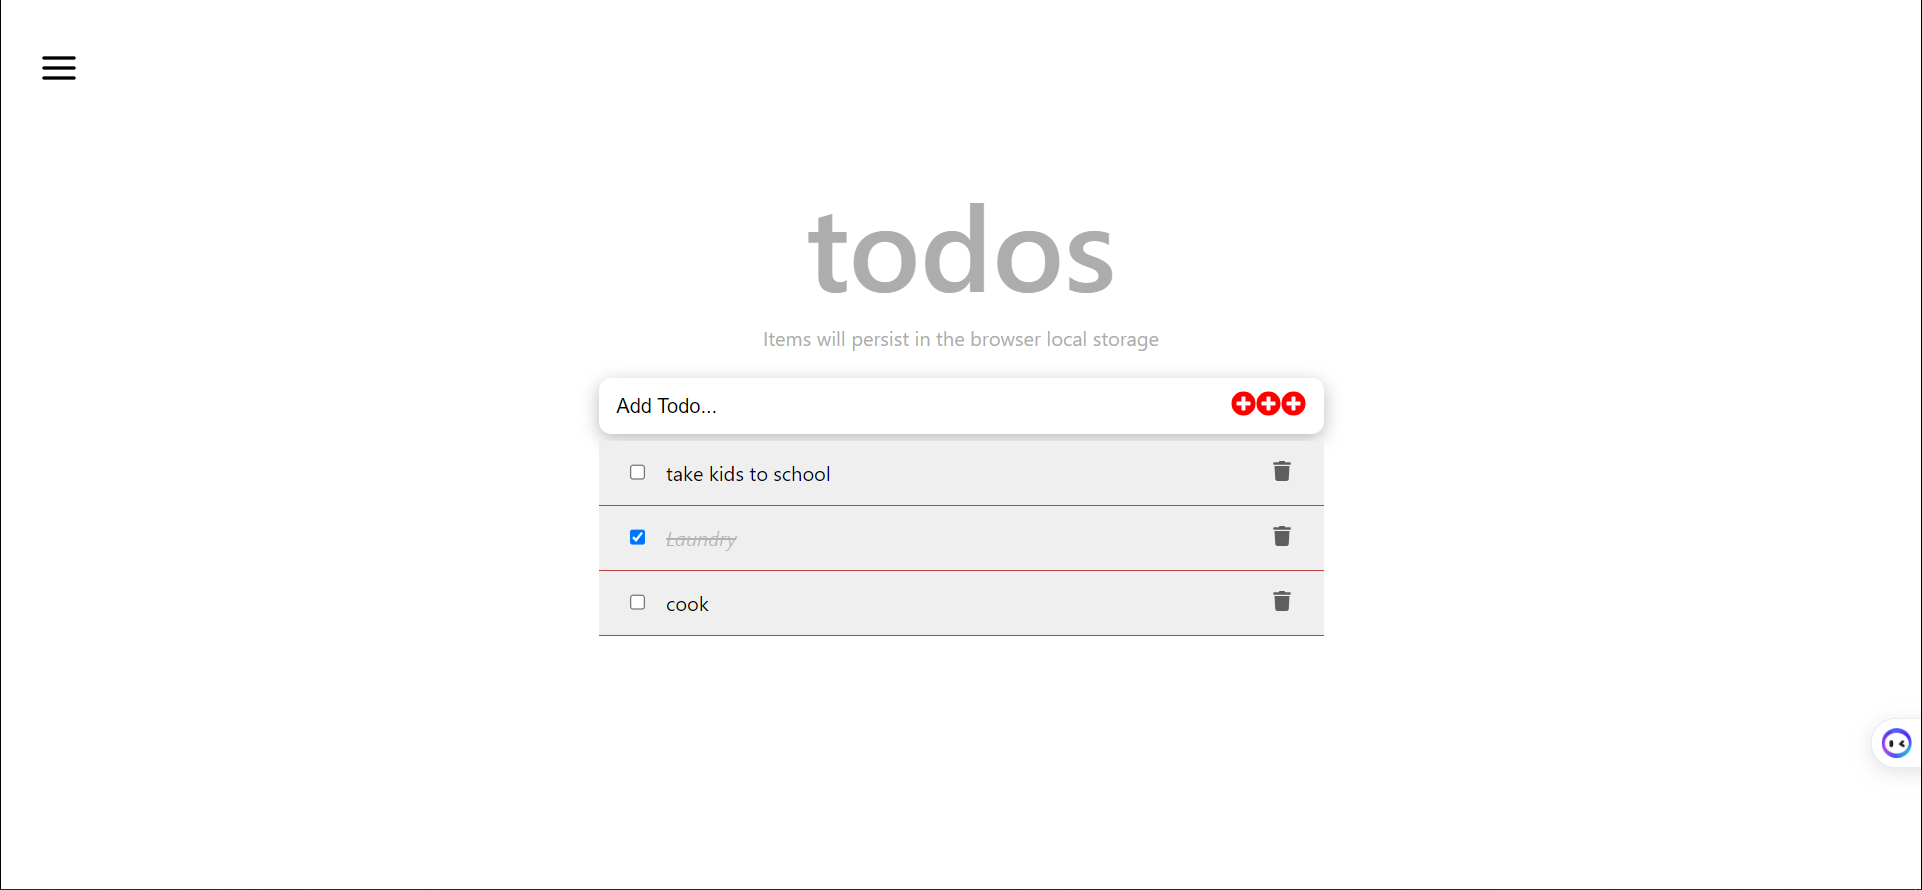 todos
Items will persist in the browser local storage
Add Todo...
take kids to school
Laundry
cook